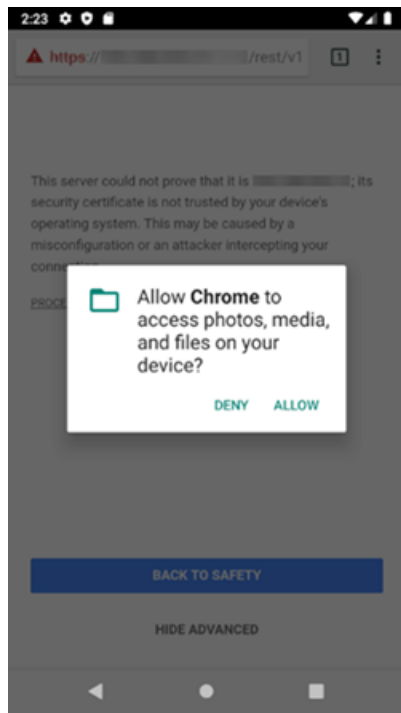 2:23
https:// /rest/v1 1
This server could not prove that it is ; its
security certificate is not trusted by your device's
operating system. This may be caused by a
misconfiguration or an attacker intercepting your
Allow Chrome to
access photos, media,
and files on your
device?
DENY ALLOW
BACK TO SAFETY
HIDE ADVANCED